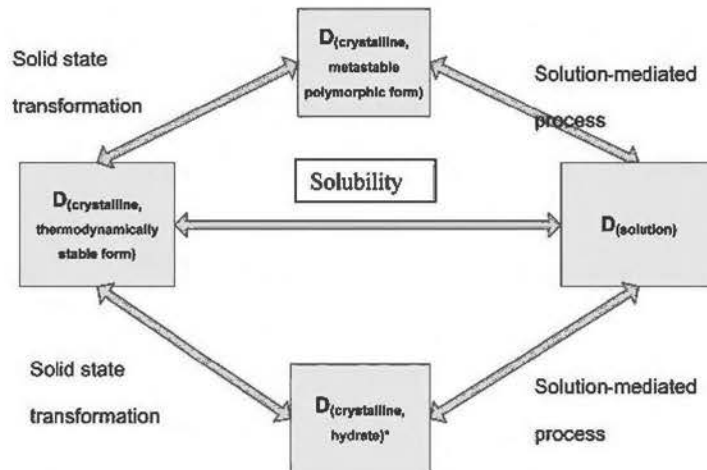 D(crystalline,
metastable
polymorphic form)
Solid state
transformation
Solution-mediated
process
Solubility
D(crystalline,
thermodynamically
stable form)
D(solution)
Solid state
transformation
D(crystalline,
hydrate)*
Solution-mediated
process